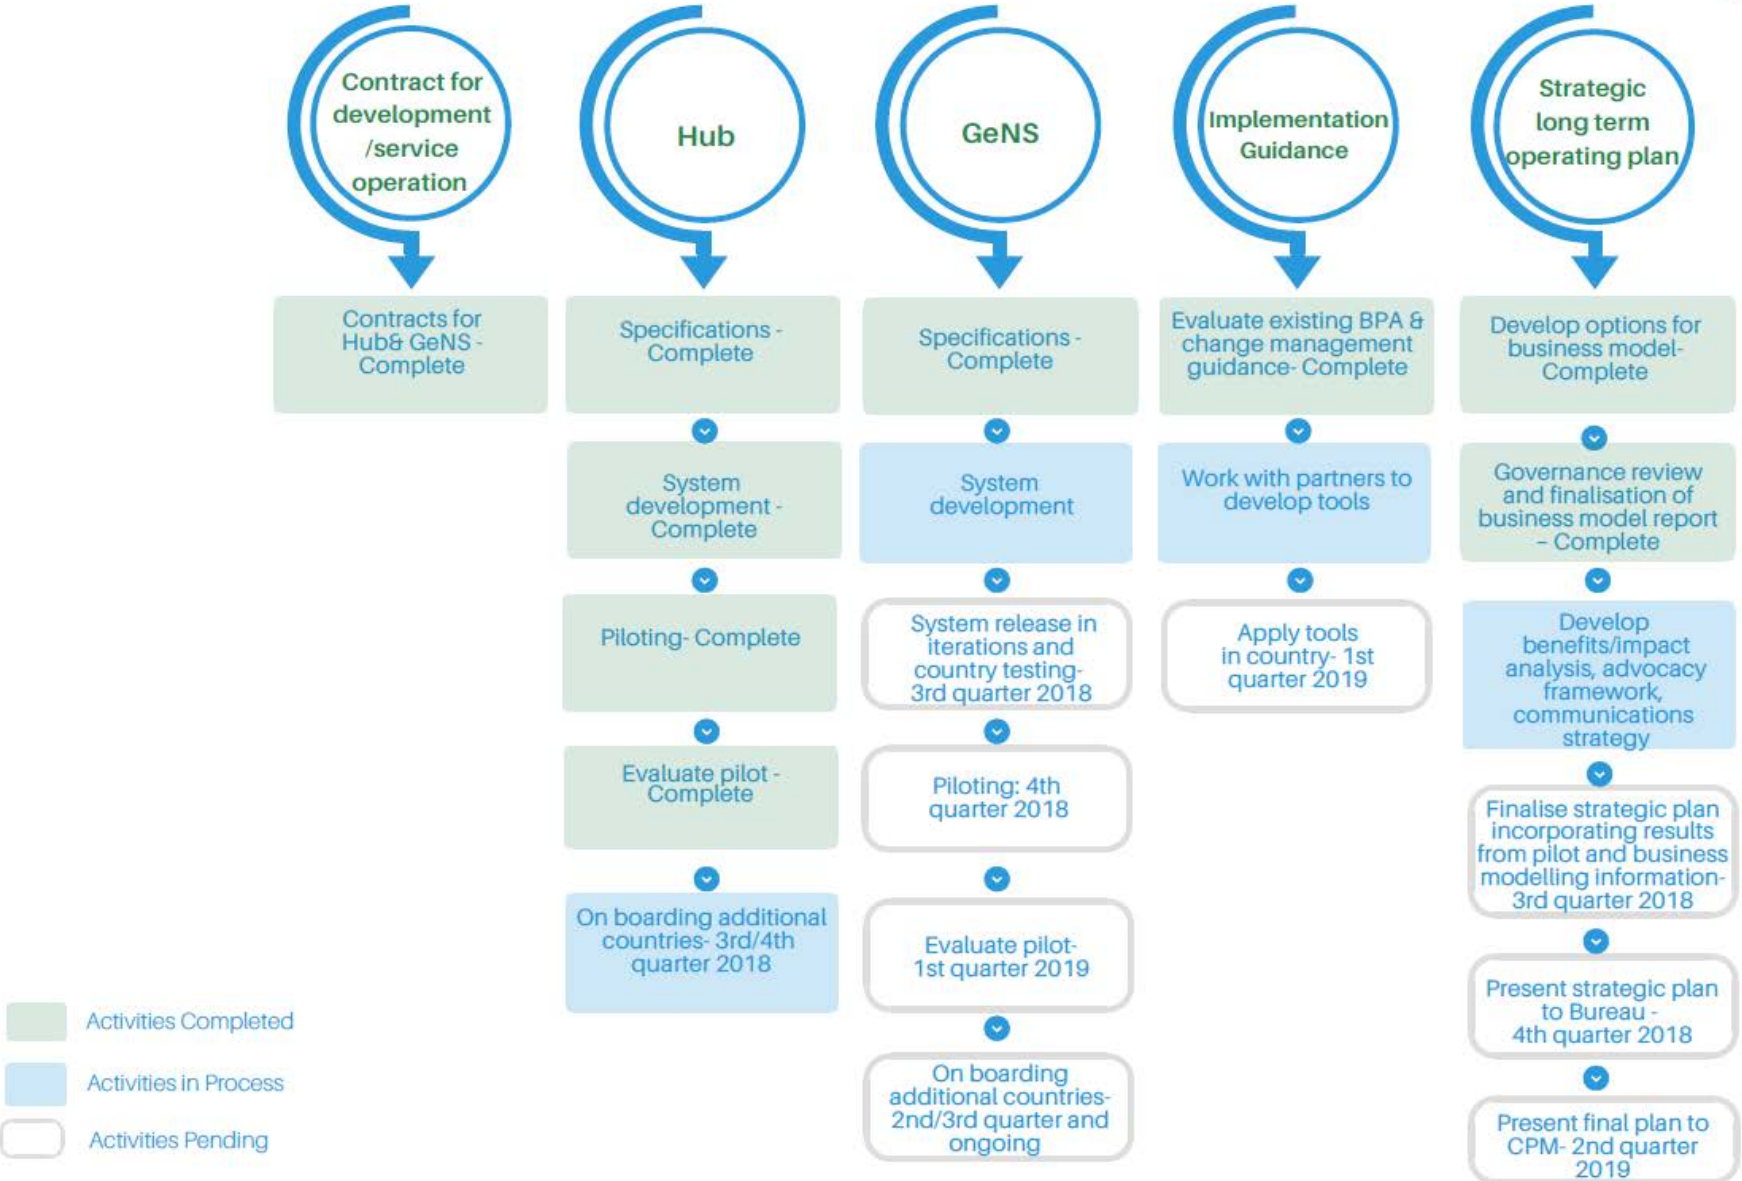 Contract for
development
/service
operation
Hub
GeNS
Implementation
Guidance
Strategic
long term
operating plan
Contracts for
Hub& GeNS -
Complete
Specifications -
Complete
System
development -
Complete
Piloting- Complete
Evaluate pilot -
Complete
On boarding additional
countries- 3rd/4th
quarter 2018
Specifications -
Complete
System
development
System release in
iterations and
country testing-
3rd quarter 2018
Piloting: 4th
quarter 2018
Evaluate pilot-
1st quarter 2019
On boarding
additional countries-
2nd/3rd quarter and
ongoing
Evaluate existing BPA &
change management
guidance- Complete
Work with partners to
develop tools
Apply tools
in country- 1st
quarter 2019
Develop options for
business model-
Complete
Governance review
and finalisation of
business model report
– Complete
Develop
benefits/impact
analysis, advocacy
framework,
communications
strategy
Finalise strategic plan
incorporating results
from pilot and business
modelling information-
3rd quarter 2018
Present strategic plan
to Bureau -
4th quarter 2018
Present final plan to
CPM- 2nd quarter
2019
Activities Completed
Activities in Process
Activities Pending